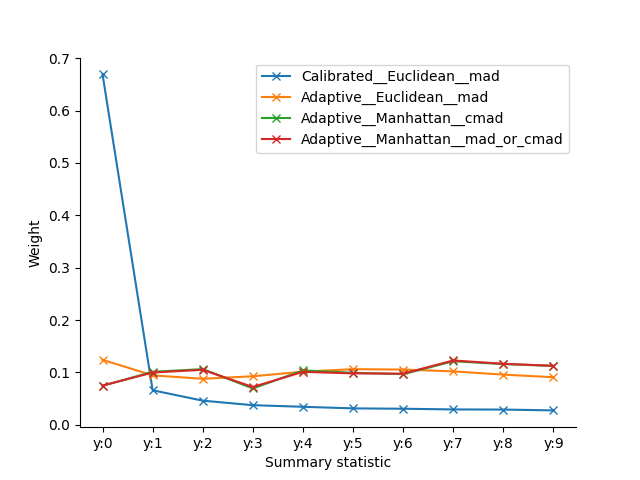 0.7
0.6
0.5
0.4
0.3
0.2
0.1
0.0
Weight
Calibrated__Euclidean__mad
Adaptive__Euclidean__mad
Adaptive__Manhattan__cmad
Adaptive__Manhattan__mad_or_cmad
y:0 y:1 y:2 y:3 y:4 y:5 y:6 y:7 y:8 y:9
Summary statistic